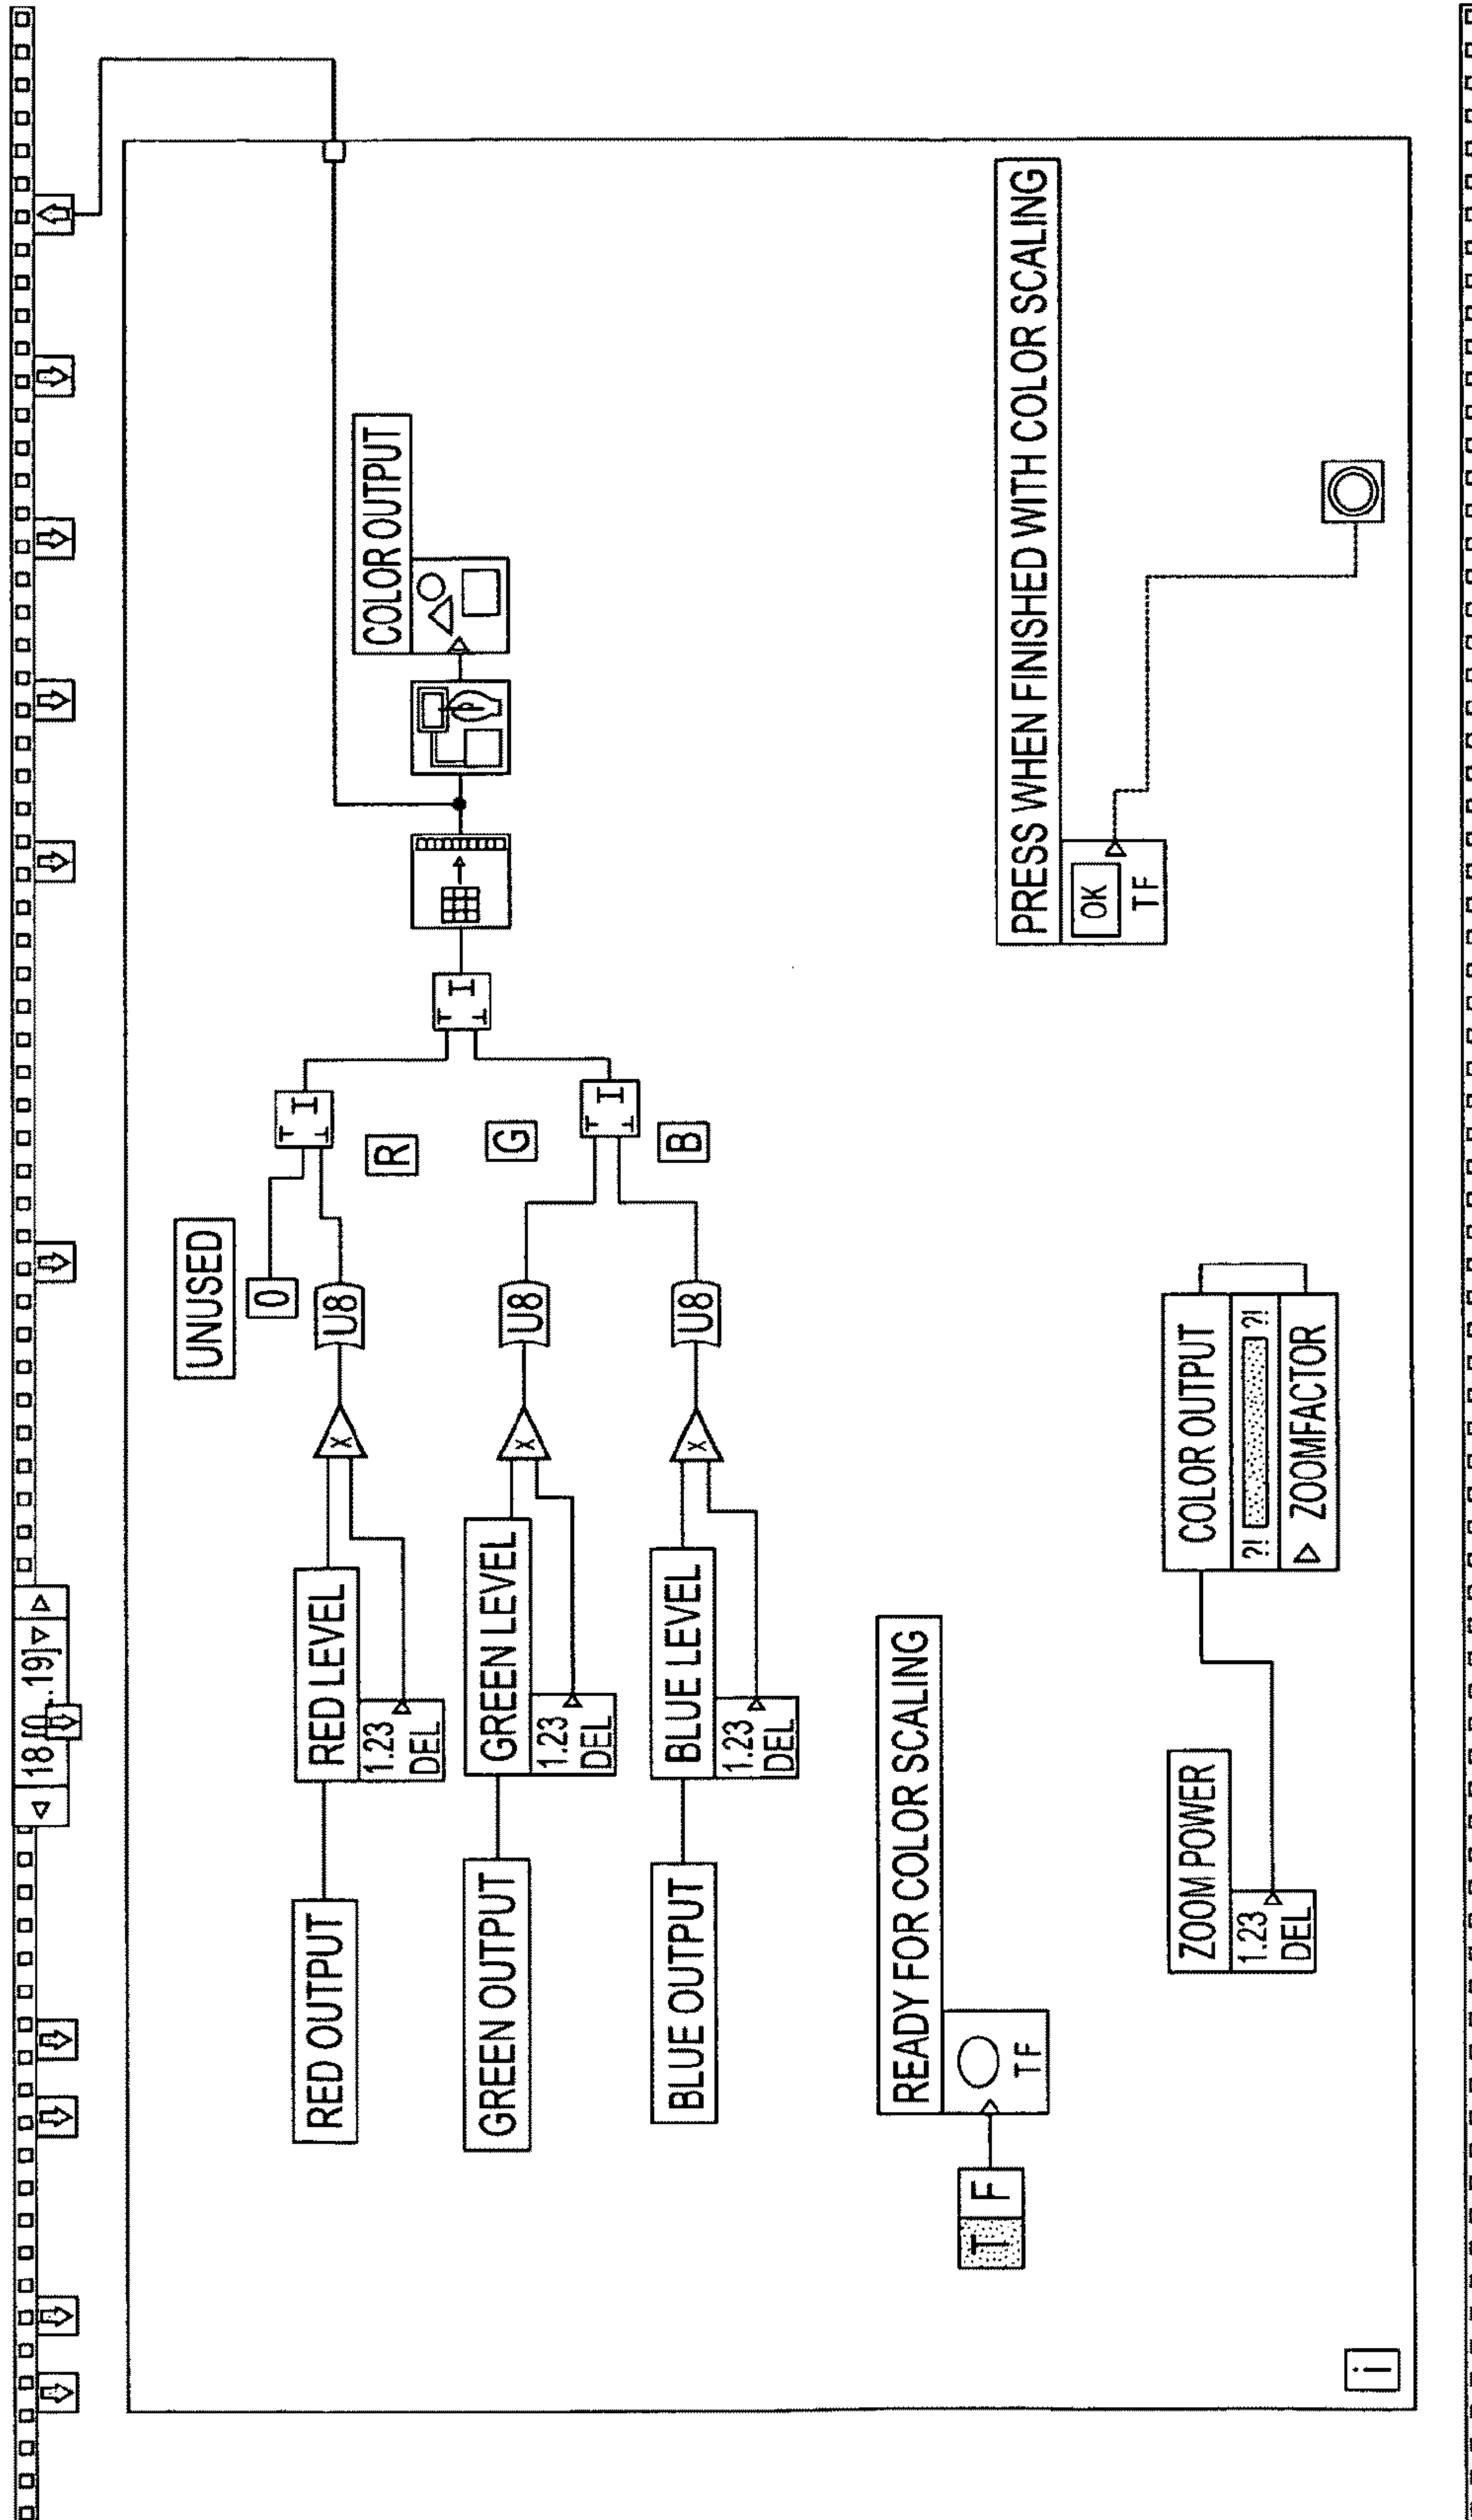 18 [0...19]
UNUSED
0
RED OUTPUT
RED LEVEL
1.23
DEL
X
U8
R
GREEN OUTPUT
GREEN LEVEL
1.23
DEL
X
U8
G
BLUE OUTPUT
BLUE LEVEL
1.23
DEL
X
U8
B
COLOR OUTPUT
READY FOR COLOR SCALING
T F
TF
PRESS WHEN FINISHED WITH COLOR SCALING
OK
TF
ZOOM POWER
1.23
DEL
COLOR OUTPUT
?! ?!
ZOOMFACTOR
i